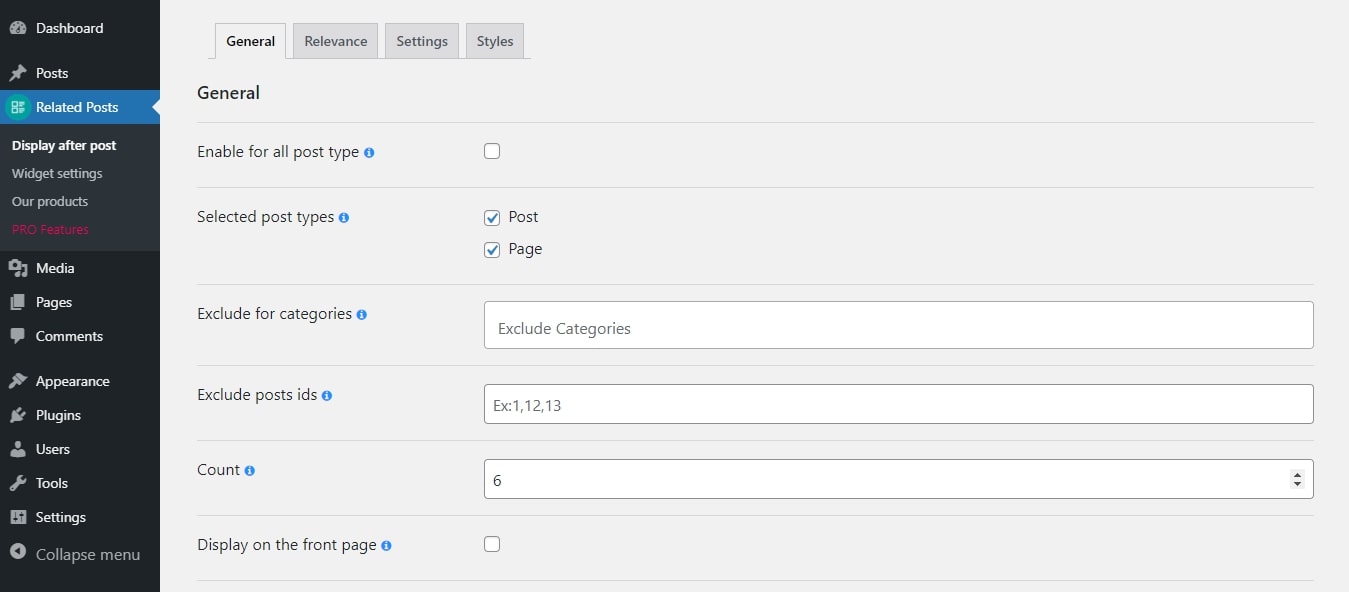 Dashboard
Posts
Related Posts
Display after post
Widget settings
Our products
PRO Features
Media
Pages
Comments
Appearance
Plugins
Users
Tools
Settings
Collapse menu
General Relevance Settings Styles
General
Enable for all post type
Selected post types
Post
Page
Exclude for categories
Exclude Categories
Exclude posts ids
Ex:1,12,13
Count
6
Display on the front page